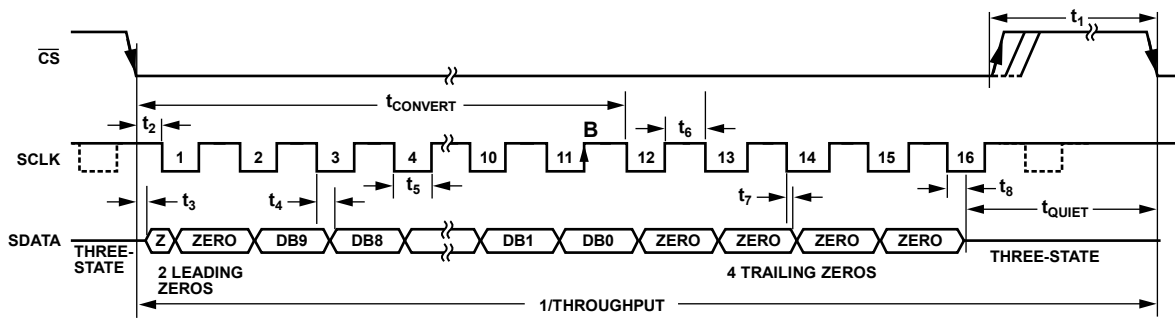 t1
CS
tCONVERT
t2
B
t6
SCLK
1 2 3 4 10 11 12 13 14 15 16
t3
t4
t5
t7
t8
tQUIET
SDATA
Z ZERO DB9 DB8 DB1 DB0 ZERO ZERO ZERO ZERO
THREE-
STATE
2 LEADING
ZEROS
4 TRAILING ZEROS
THREE-STATE
1/THROUGHPUT